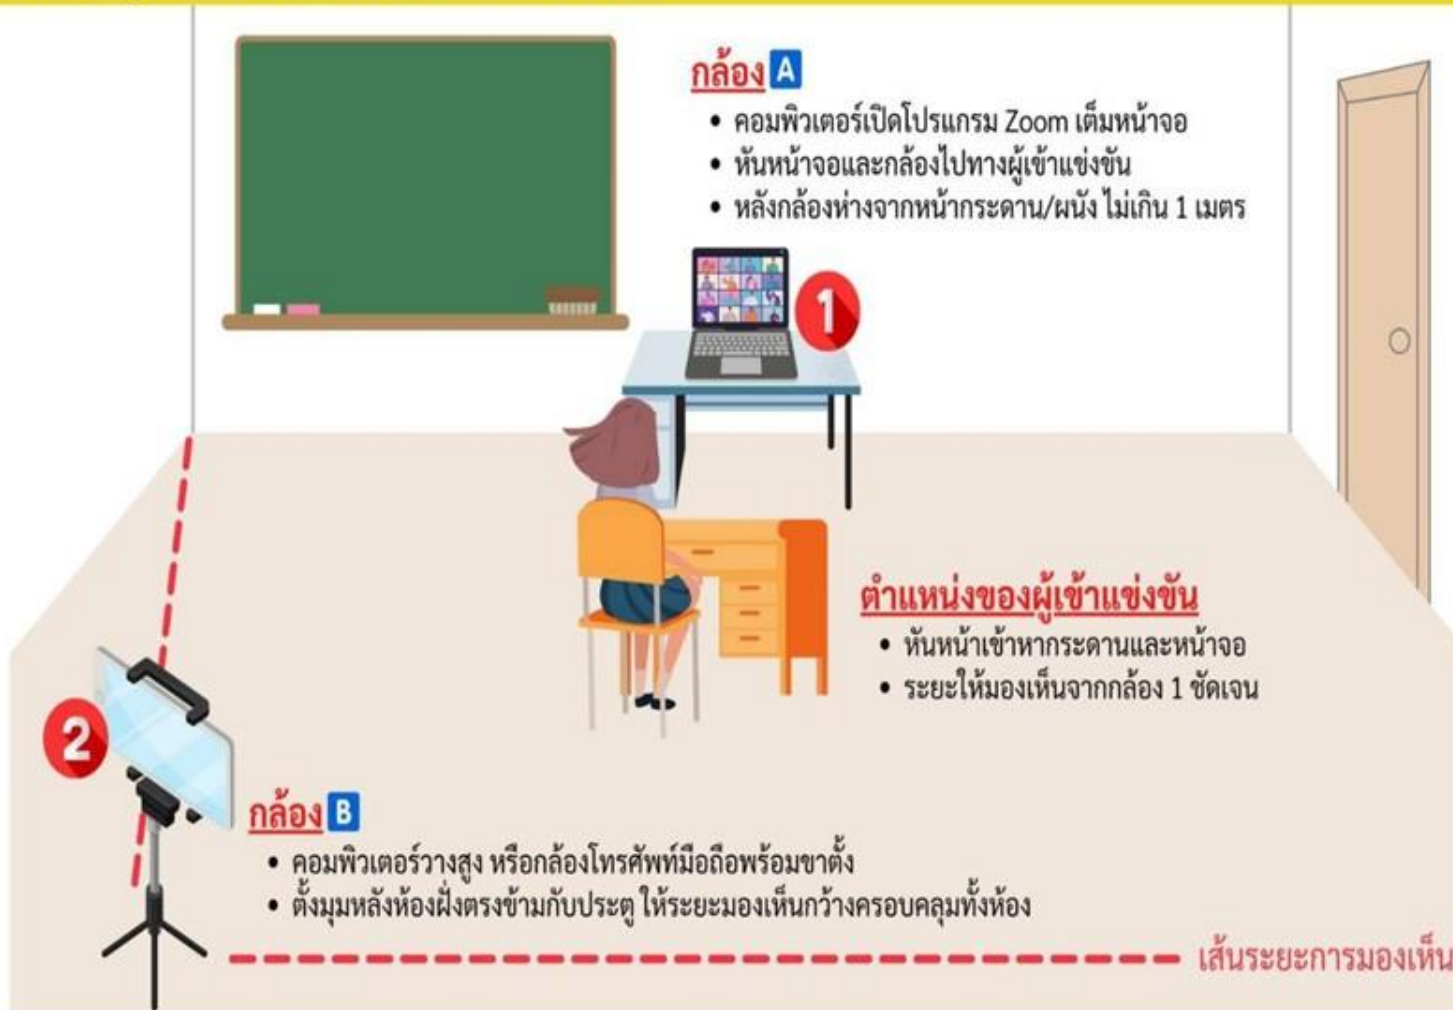 กล้อง A
• คอมพิวเตอร์เปิดโปรแกรม Zoom เต็มหน้าจอ
• หันหน้าจอและกล้องไปทางผู้เข้าแข่งขัน
• หลังกล้องห่างจากหน้ากระดาน/ผนัง ไม่เกิน 1 เมตร
1
ตำแหน่งของผู้เข้าแข่งขัน
• หันหน้าเข้าหากระดานและหน้าจอ
• ระยะให้มองเห็นจากกล้อง 1 ชัดเจน
2
กล้อง B
• คอมพิวเตอร์วางสูง หรือกล้องโทรศัพท์มือถือพร้อมขาตั้ง
• ตั้งมุมหลังห้องฝั่งตรงข้ามกับประตู ให้ระยะมองเห็นกว้างครอบคลุมทั้งห้อง
เส้นระยะการมองเห็น